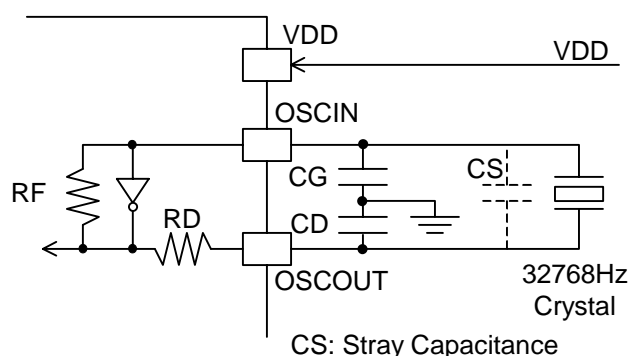 VDD
VDD
OSCIN
CG
CS
RF
RD
CD
OSCOUT
32768Hz
Crystal
CS: Stray Capacitance